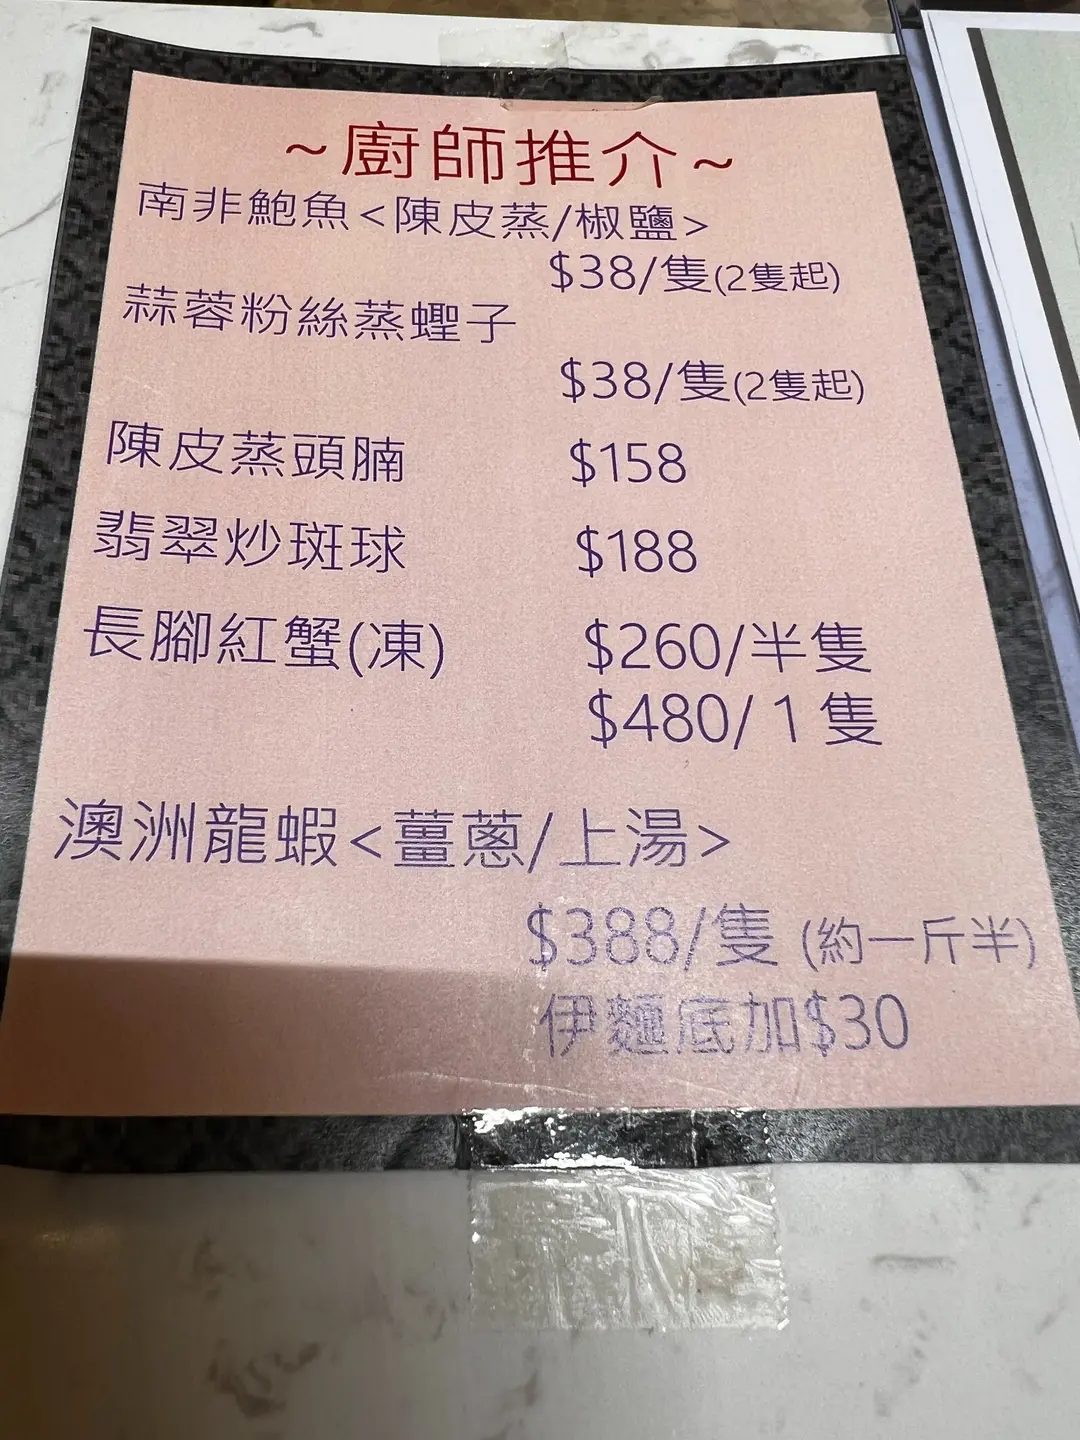 ~廚師推介~
南非鮑魚<陳皮蒸/椒鹽>
$38/隻(2隻起)
蒜蓉粉絲蒸蟶子
$38/隻(2隻起)
陳皮蒸頭腩 $158
翡翠炒斑球 $188
長腳紅蟹(凍) $260/半隻
$480/1隻
澳洲龍蝦<薑蔥/上湯>
$388/隻 (約一斤半)
伊麵底加$30